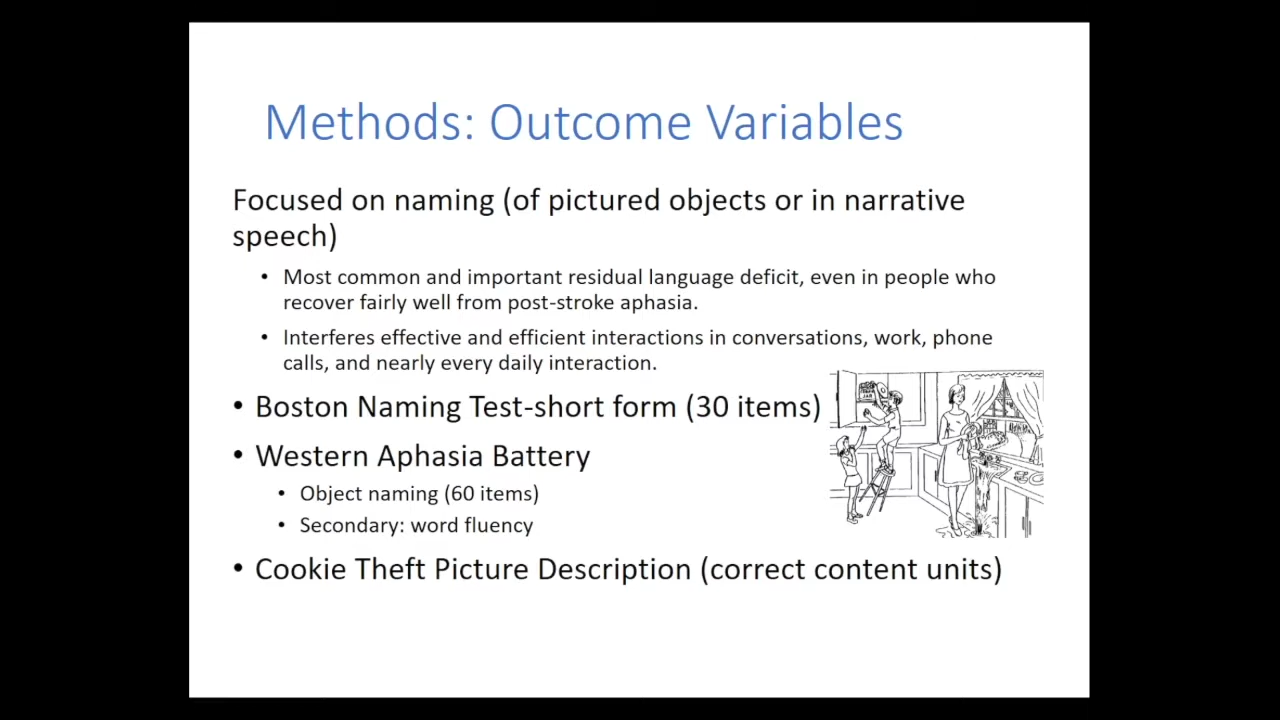 Methods: Outcome Variables
Focused on naming (of pictured objects or in narrative
speech)
• Most common and important residual language deficit, even in people who
recover fairly well from post-stroke aphasia.
• Interferes effective and efficient interactions in conversations, work, phone
calls, and nearly every daily interaction.
• Boston Naming Test-short form (30 items)
• Western Aphasia Battery
• Object naming (60 items)
• Secondary: word fluency
• Cookie Theft Picture Description (correct content units)